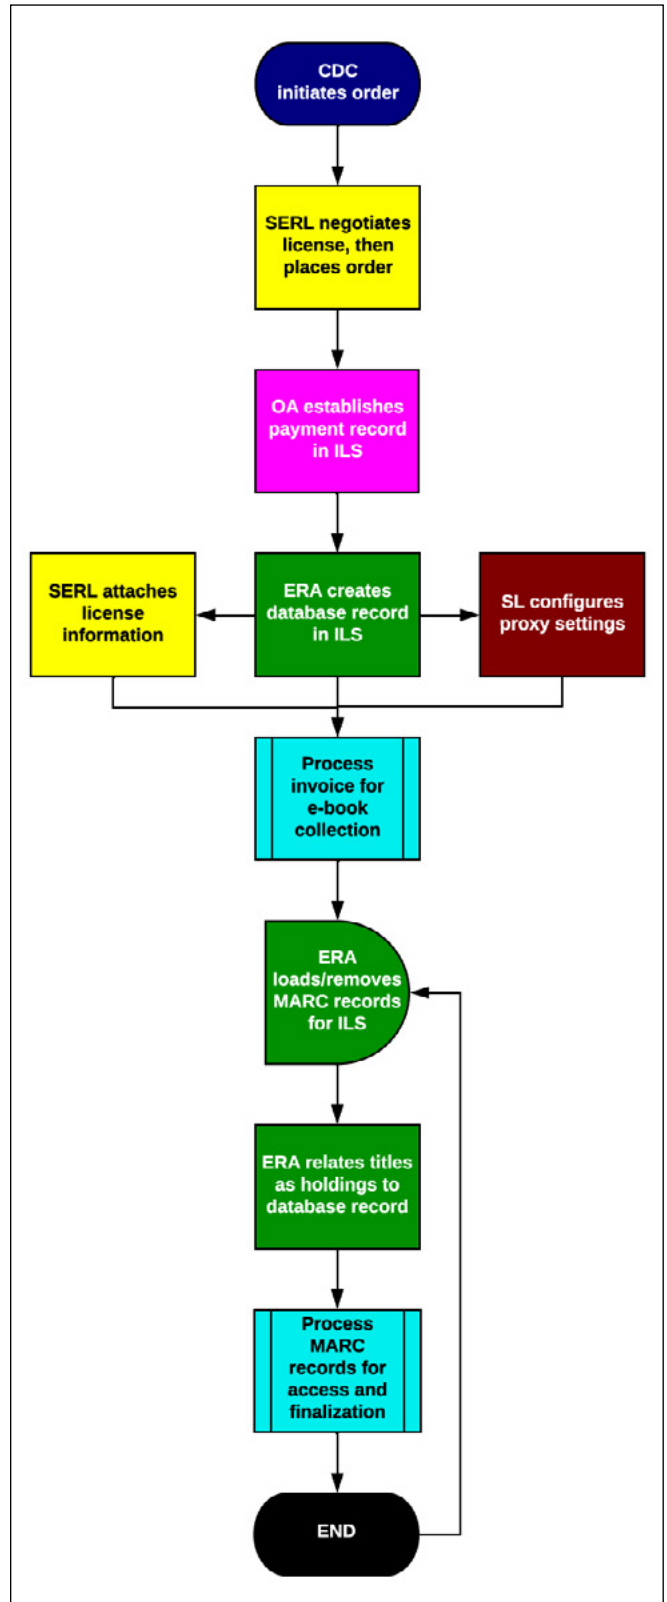 CDC
initiates order
SERL negotiates
license, then
places order
OA establishes
payment record
in ILS
SERL attaches
license
information
ERA creates
database record
in ILS
SL configures
proxy settings
Process
invoice for
e-book
collection
ERA
loads/removes
MARC records
for ILS
ERA relates titles
as holdings to
database record
Process
MARC
records for
access and
finalization
END